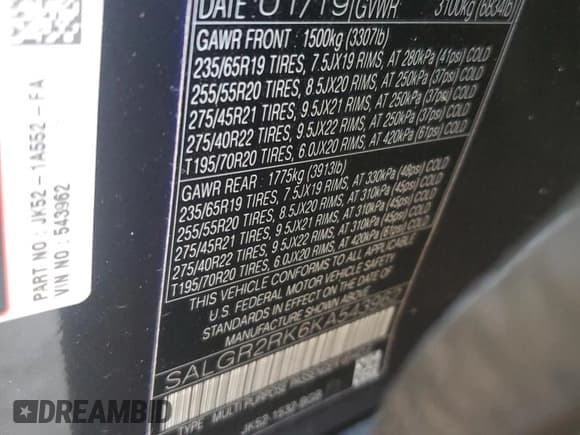 DATE 01/19 GVWR 3100kg (6834lb)
GAWR FRONT : 1500kg (3307lb)
235/65R19 TIRES, 7.5JX19 RIMS, AT 280kPa (41psi) COLD
255/55R20 TIRES, 8.5JX20 RIMS, AT 250kPa (37psi) COLD
275/45R21 TIRES, 9.5JX21 RIMS, AT 250kPa (37psi) COLD
275/40R22 TIRES, 9.5JX22 RIMS, AT 250kPa (37psi) COLD
T195/70R20 TIRES, 6.0JX20 RIMS, AT 420kPa (61psi) COLD
GAWR REAR : 1775kg (3913lb)
235/65R19 TIRES, 7.5JX19 RIMS, AT 330kPa (48psi) COLD
255/55R20 TIRES, 8.5JX20 RIMS, AT 310kPa (45psi) COLD
275/45R21 TIRES, 9.5JX21 RIMS, AT 310kPa (45psi) COLD
275/40R22 TIRES, 9.5JX22 RIMS, AT 310kPa (45psi) COLD
T195/70R20 TIRES, 6.0JX20 RIMS, AT 420kPa (61psi) COLD
THIS VEHICLE CONFORMS TO ALL APPLICABLE
U.S. FEDERAL MOTOR VEHICLE SAFETY
STANDARDS IN EFFECT ON THE DATE OF
MANUFACTURE SHOWN ABOVE
SALGR2RK6KA543962
TYPE: MULTI PURPOSE PASSENGER
PART NO : JK52 - 1A552 - FA
VIN NO : 543962
DREAMBID